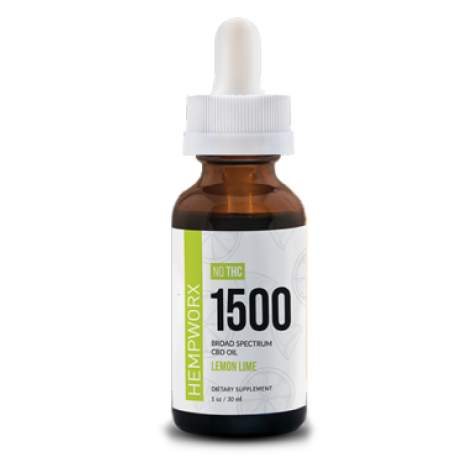 HEMPWORX
NO THC
1500
BROAD SPECTRUM
CBD OIL
LEMON LIME
DIETARY SUPPLEMENT
1 oz / 30 ml